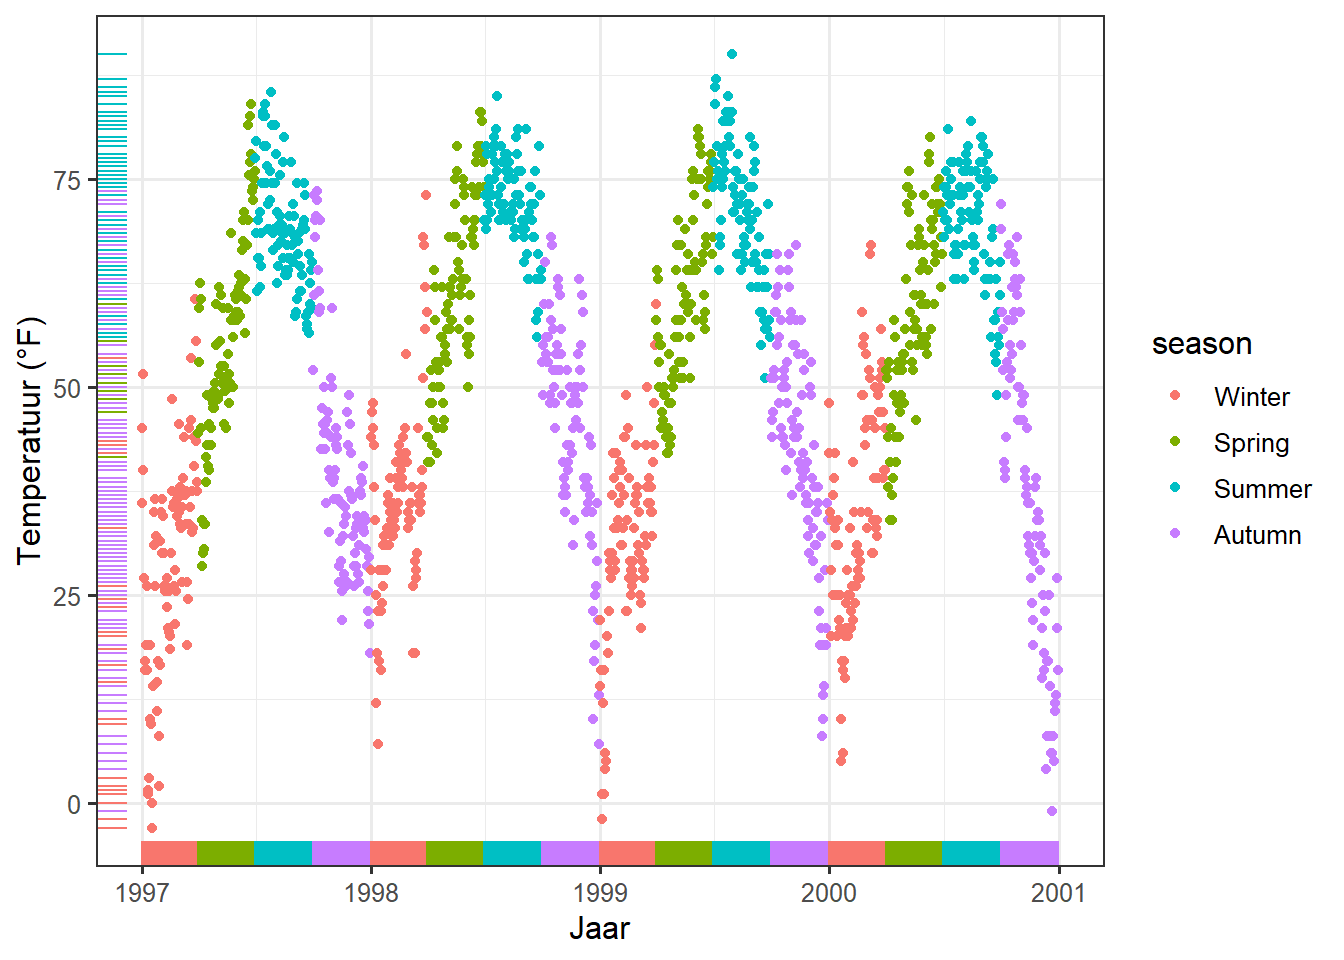 Temperatuur (°F)
75
50
25
0
1997
1998
1999
2000
2001
Jaar
season
Winter
Spring
Summer
Autumn